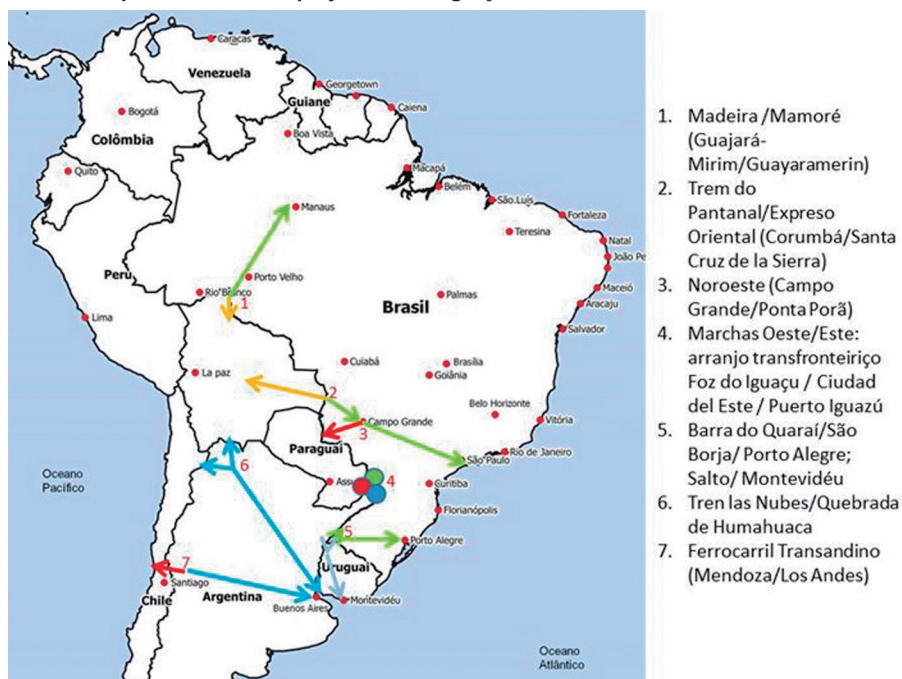 Caracas
Venezuela
Georgetown
Guiane
Caiena
Bogotá
Colômbia
Boa Vista
Quito
Macapá
Belém
São.Luís
Fortaleza
Manaus
Teresina
Natal
João Pe
Peru
Porto Velho
Rio Branco
1
Maceió
Palmas
Brasil
Aracaju
Lima
Salvador
La paz
Cuiabá
Brasília
Goiânia
2
Belo Horizonte
Vitória
Campo Grande
3
Paraguai
Rio de Janeiro
São Paulo
Oceano
Pacífico
6
Assu
4
Curitiba
Florianópolis
5
Porto Alegre
Uruguai
7
Santiago
Chile
Argentina
Buenos Aires
Montevidéu
Oceano
Atlântico
1. Madeira /Mamoré
(Guajará-
Mirim/Guayaramerin)
2. Trem do
Pantanal/Expreso
Oriental (Corumbá/Santa
Cruz de la Sierra)
3. Noroeste (Campo
Grande/Ponta Porã)
4. Marchas Oeste/Este:
arranjo transfronteiriço
Foz do Iguaçu / Ciudad
del Este / Puerto Iguazú
5. Barra do Quaraí/São
Borja/ Porto Alegre;
Salto/ Montevidéu
6. Tren las Nubes/Quebrada
de Humahuaca
7. Ferrocarril Transandino
(Mendoza/Los Andes)